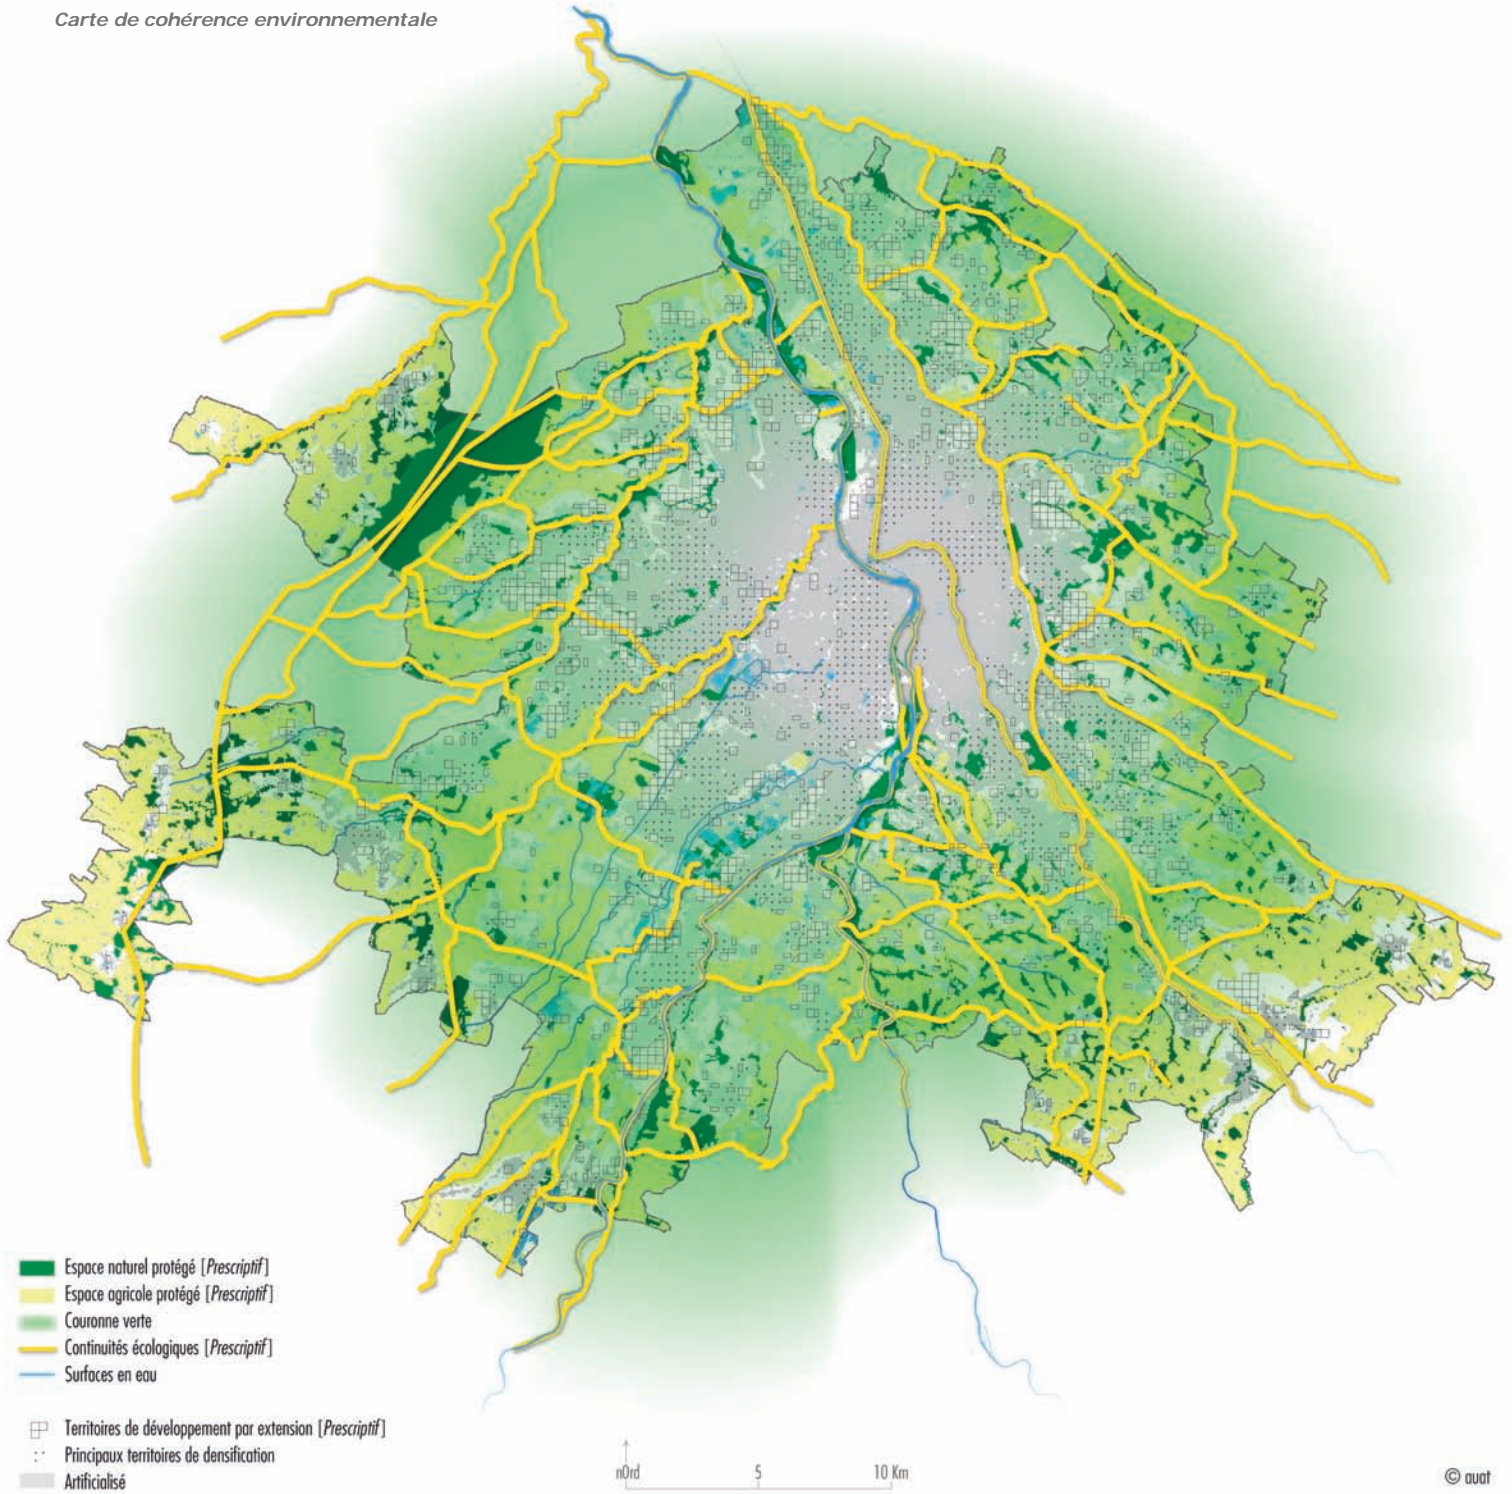 Carte de cohérence environnementale
Espace naturel protégé [Prescriptif]
Espace agricole protégé [Prescriptif]
Couronne verte
Continuités écologiques [Prescriptif]
Surfaces en eau
Territoires de développement par extension [Prescriptif]
Principaux territoires de densification
Artificialisé
nOrd 5 10 Km
© auat